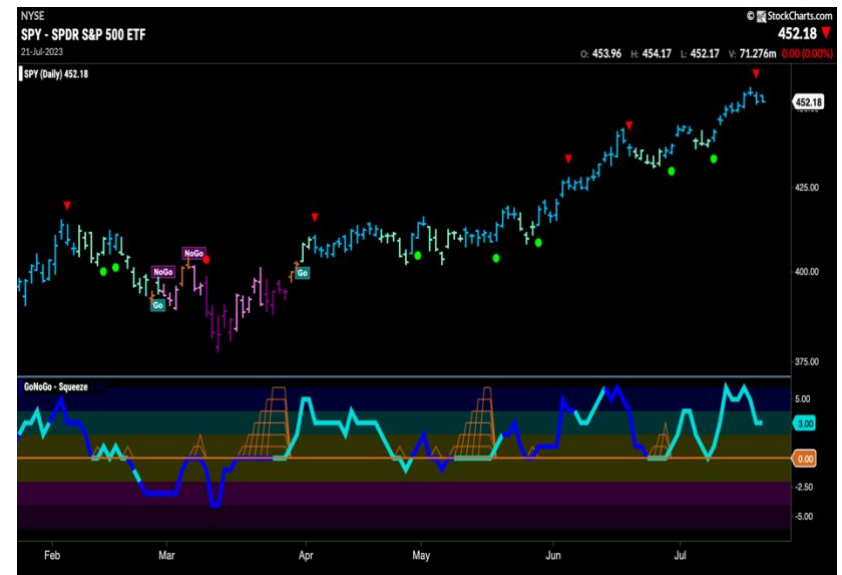 NYSE
© StockCharts.com
SPY - SPDR S&P 500 ETF
452.18
21-Jul-2023
O: 453.96 H: 454.17 L: 452.17 V: 71.276m 0.00 (0.00%)
SPY (Daily) 452.18
452.18
425.00
NoGo
NoGo
Go
400.00
Go
375.00
GoNoGo - Squeeze
5.00
3.00
0.00
-2.50
-5.00
Feb Mar Apr May Jun Jul